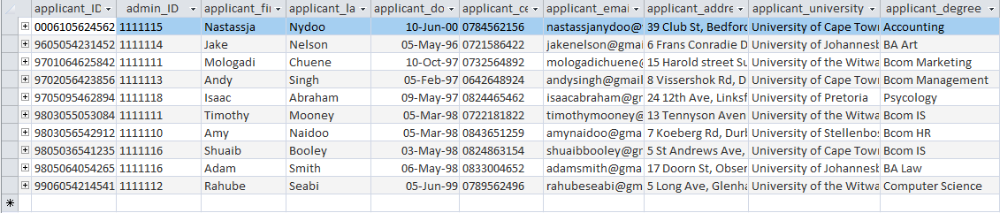 applicant_ID admin_ID applicant_fi applicant_la applicant_do applicant_ce applicant_emai applicant_addre applicant_university applicant_degree
0006105624562 1111115 Nastassja Nydoo 10-Jun-00 0784562156 nastassjanydoo@ 39 Club St, Bedford University of Cape Town Accounting
9605054231452 1111114 Jake Nelson 05-May-96 0721586422 jakenelson@gmai 6 Frans Conradie D University of Johannesb BA Art
9701064625842 1111111 Mologadi Chuene 10-Oct-97 0732564892 mologadichuene@ 15 Harold street Su University of the Witwa Bcom Marketing
9702056423856 1111113 Andy Singh 05-Feb-97 0642648924 andysingh@gmail 8 Vissershok Rd, D University of Cape Town Bcom Management
9705095462894 1111118 Isaac Abraham 09-May-97 0824465462 isaacabraham@gr 24 12th Ave, Linksf University of Pretoria Psycology
9803055053084 1111111 Timothy Mooney 05-Mar-98 0722181822 timothymooney@ 13 Tennyson Aven University of the Witwa Bcom IS
9803056542912 1111110 Amy Naidoo 05-Mar-98 0843651259 amynaidoo@gma 7 Koeberg Rd, Durb University of Stellenbos Bcom HR
9805036541235 1111116 Shuaib Booley 03-May-98 0824863154 shuaibbooley@gm 5 St Andrews Ave, University of the Witwa Bcom IS
9805064054265 1111116 Adam Smith 06-May-98 0833004652 adamsmith@gma 17 Doorn St, Obser University of Johannesb BA Law
9906054214541 1111112 Rahube Seabi 05-Jun-99 0789562496 rahubeseabi@gm 5 Long Ave, Glenha University of the Witwa Computer Science